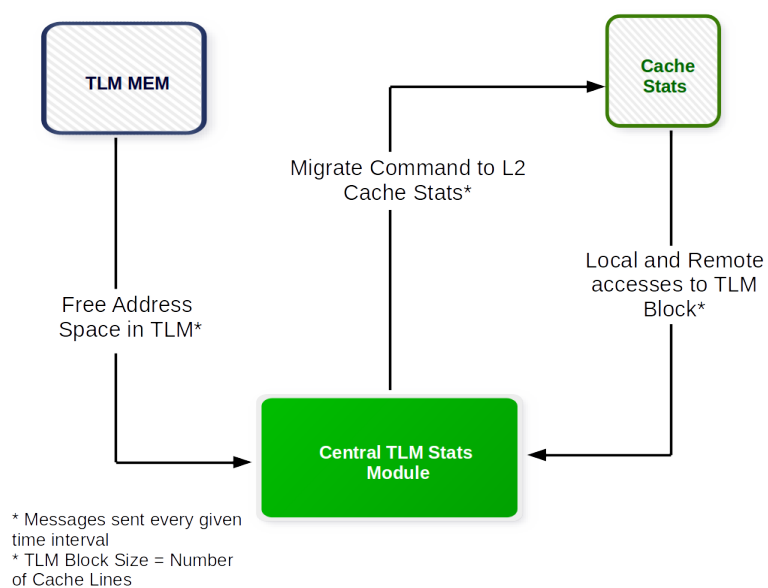 TLM MEM
Cache
Stats
Migrate Command to L2
Cache Stats*
Local and Remote
accesses to TLM
Block*
Free Address
Space in TLM*
Central TLM Stats
Module
* Messages sent every given
time interval
* TLM Block Size = Number
of Cache Lines